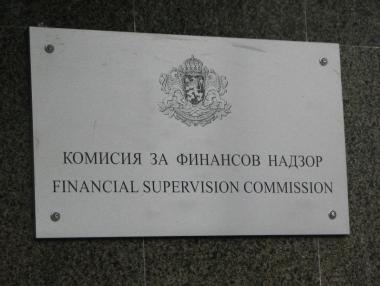 КОМИСИЯ ЗА ФИНАНСОВ НАДЗОР
FINANCIAL SUPERVISION COMMISSION